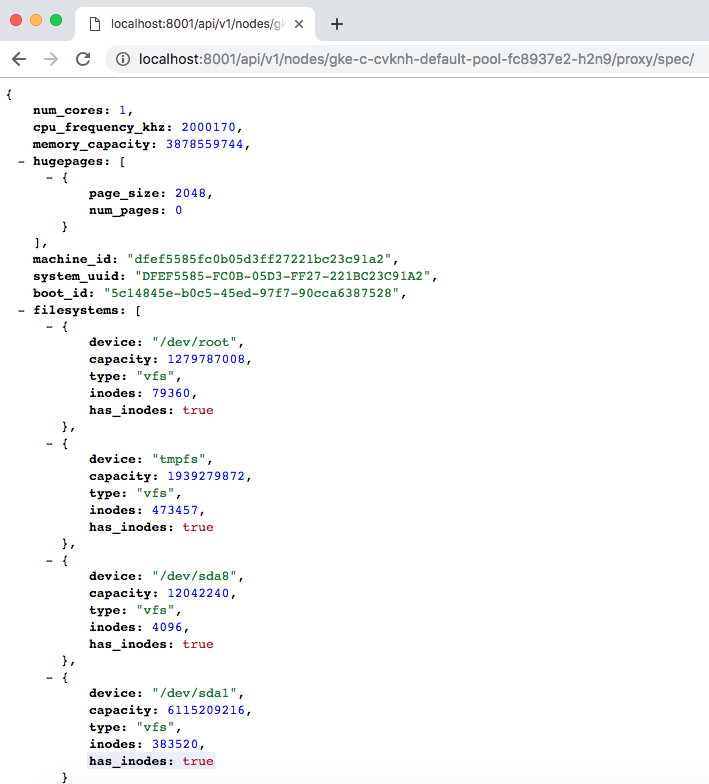 localhost:8001/api/v1/nodes/gk
localhost:8001/api/v1/nodes/gke-c-cvknh-default-pool-fc8937e2-h2n9/proxy/spec/
{
num_cores: 1,
cpu_frequency_khz: 2000170,
memory_capacity: 3878559744,
- hugepages: [
- {
page_size: 2048,
num_pages: 0
}
],
machine_id: "dfef5585fc0b05d3ff27221bc23c91a2",
system_uuid: "DFEF5585-FC0B-05D3-FF27-221BC23C91A2",
boot_id: "5c14845e-b0c5-45ed-97f7-90cca6387528",
- filesystems: [
- {
device: "/dev/root",
capacity: 1279787008,
type: "vfs",
inodes: 79360,
has_inodes: true
},
- {
device: "tmpfs",
capacity: 1939279872,
type: "vfs",
inodes: 473457,
has_inodes: true
},
- {
device: "/dev/sda8",
capacity: 12042240,
type: "vfs",
inodes: 4096,
has_inodes: true
},
- {
device: "/dev/sda1",
capacity: 6115209216,
type: "vfs",
inodes: 383520,
has_inodes: true
}